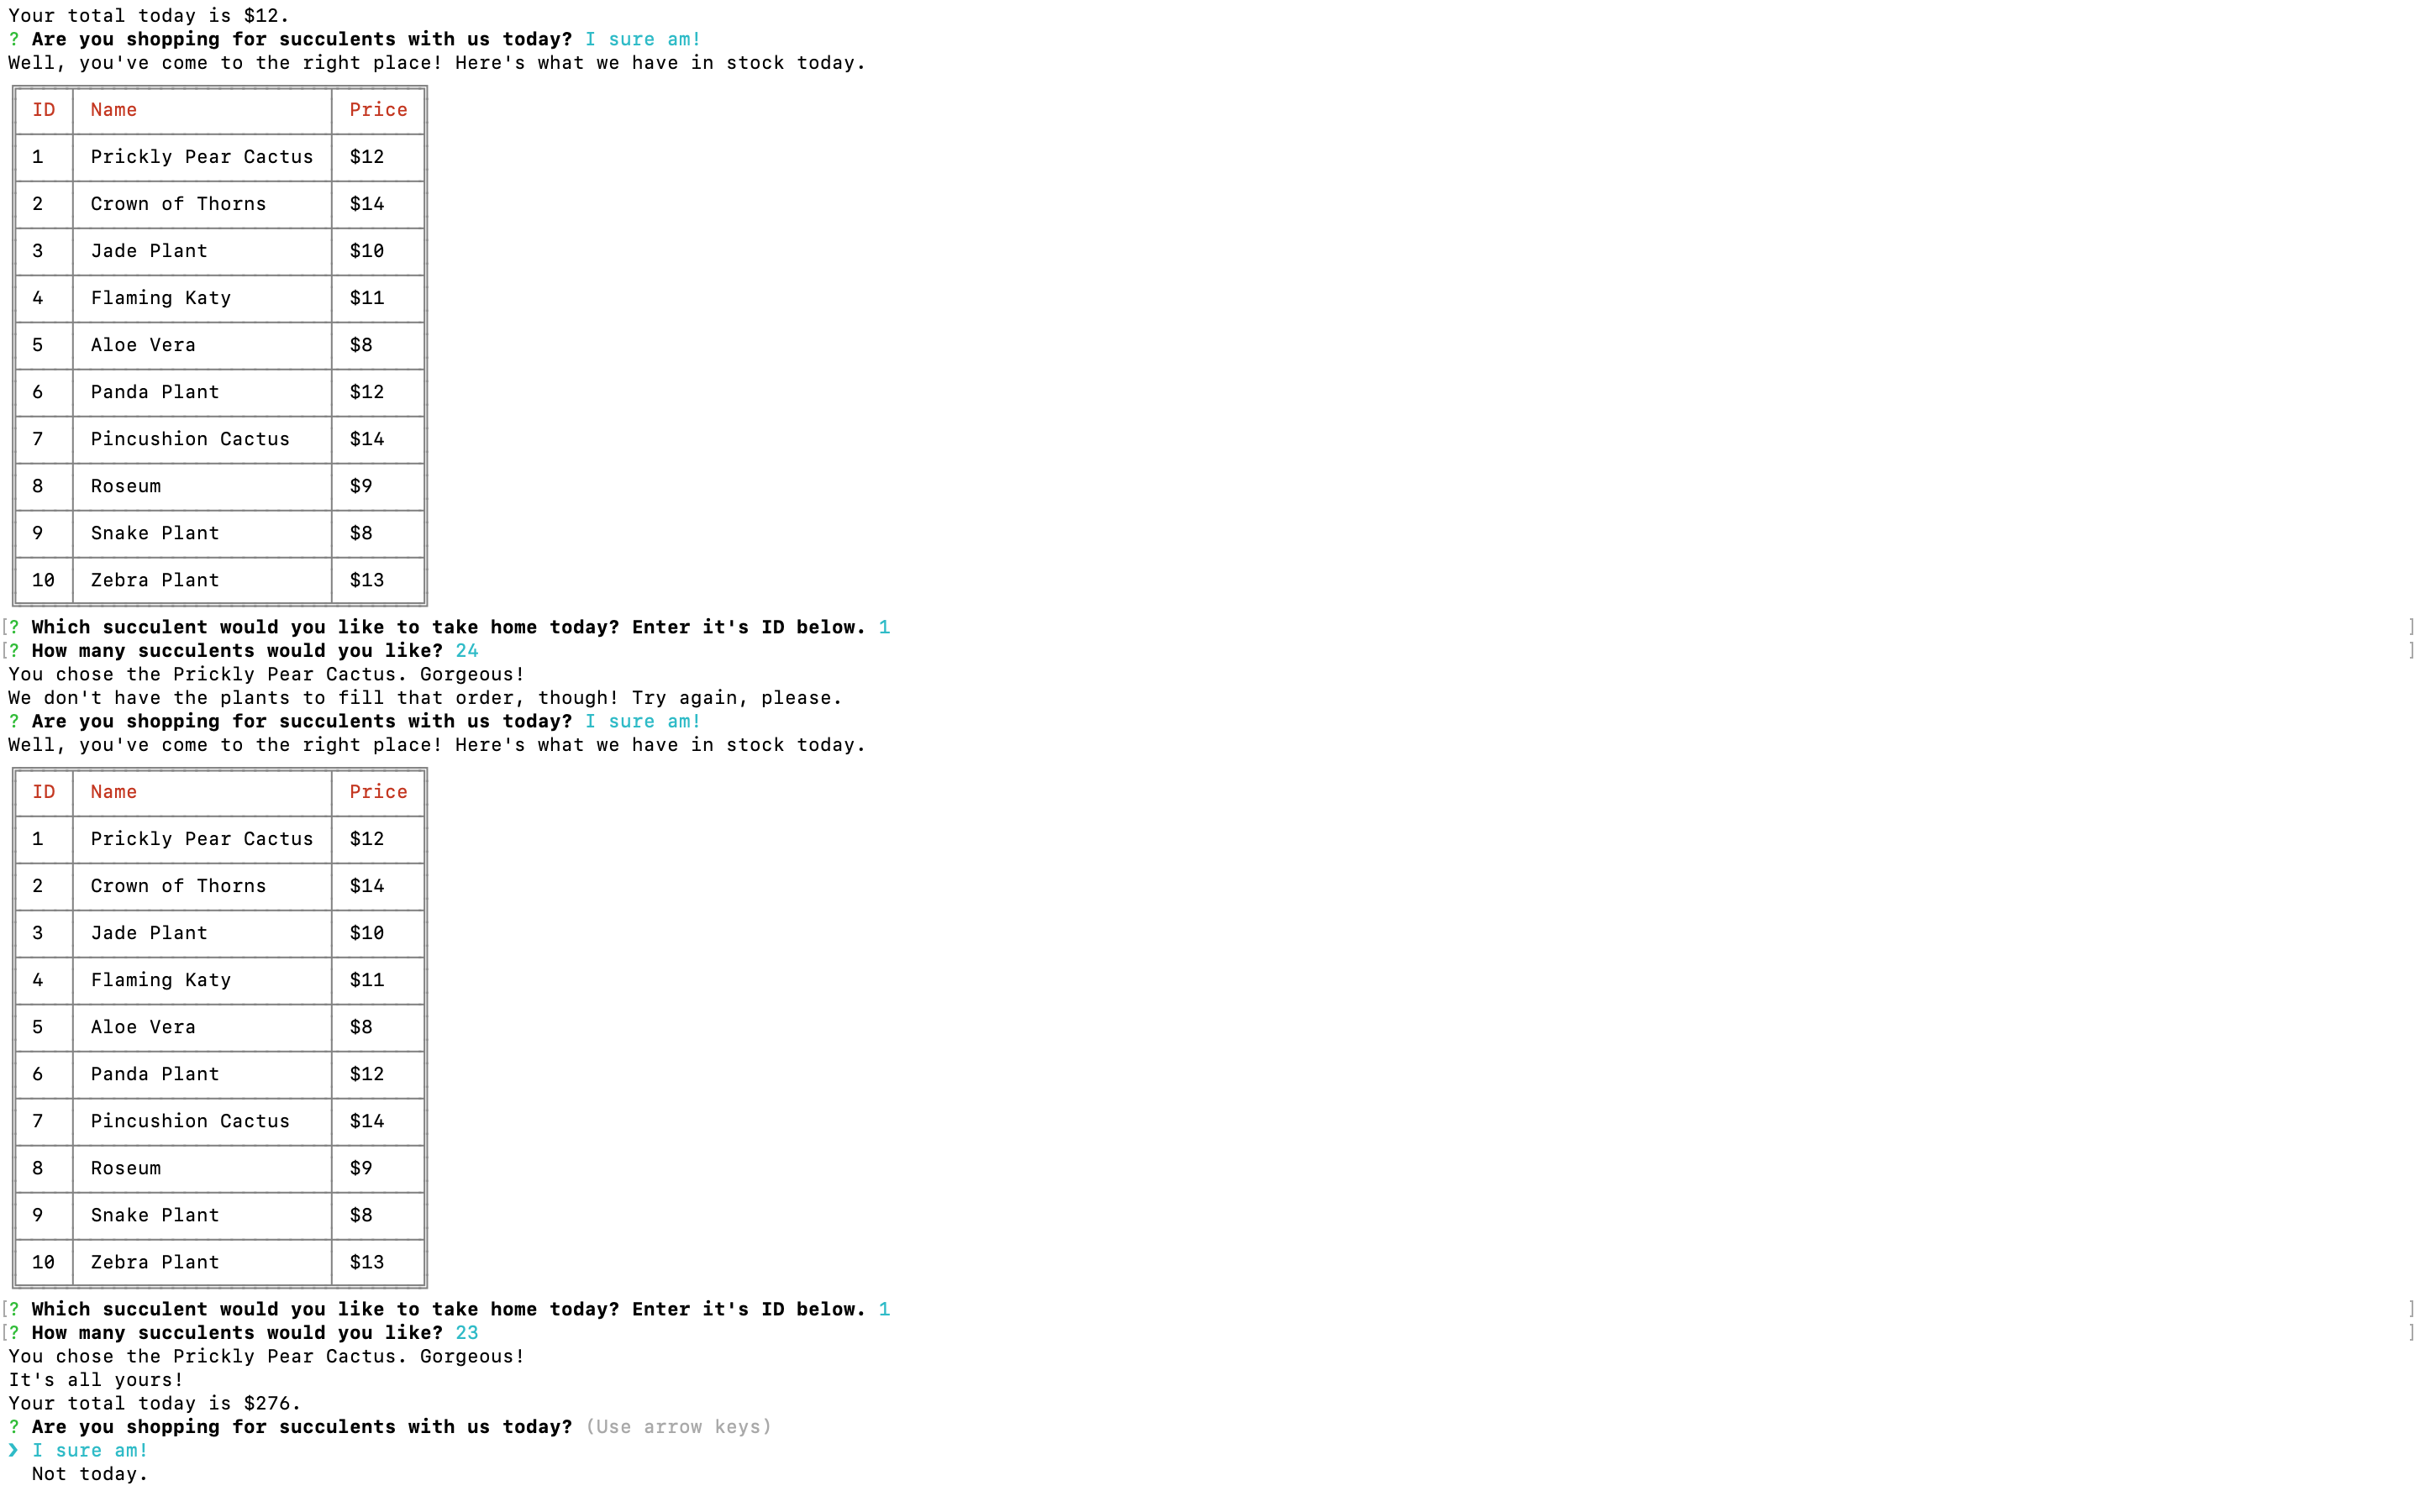 Your total today is $12.
? Are you shopping for succulents with us today? I sure am!
Well, you've come to the right place! Here's what we have in stock today.
ID Name Price
1 Prickly Pear Cactus $12
2 Crown of Thorns $14
3 Jade Plant $10
4 Flaming Katy $11
5 Aloe Vera $8
6 Panda Plant $12
7 Pincushion Cactus $14
8 Roseum $9
9 Snake Plant $8
10 Zebra Plant $13
[? Which succulent would you like to take home today? Enter it's ID below. 1 ]
[? How many succulents would you like? 24 ]
You chose the Prickly Pear Cactus. Gorgeous!
We don't have the plants to fill that order, though! Try again, please.
? Are you shopping for succulents with us today? I sure am!
Well, you've come to the right place! Here's what we have in stock today.
ID Name Price
1 Prickly Pear Cactus $12
2 Crown of Thorns $14
3 Jade Plant $10
4 Flaming Katy $11
5 Aloe Vera $8
6 Panda Plant $12
7 Pincushion Cactus $14
8 Roseum $9
9 Snake Plant $8
10 Zebra Plant $13
[? Which succulent would you like to take home today? Enter it's ID below. 1 ]
[? How many succulents would you like? 23 ]
You chose the Prickly Pear Cactus. Gorgeous!
It's all yours!
Your total today is $276.
? Are you shopping for succulents with us today? (Use arrow keys)
❯ I sure am!
Not today.